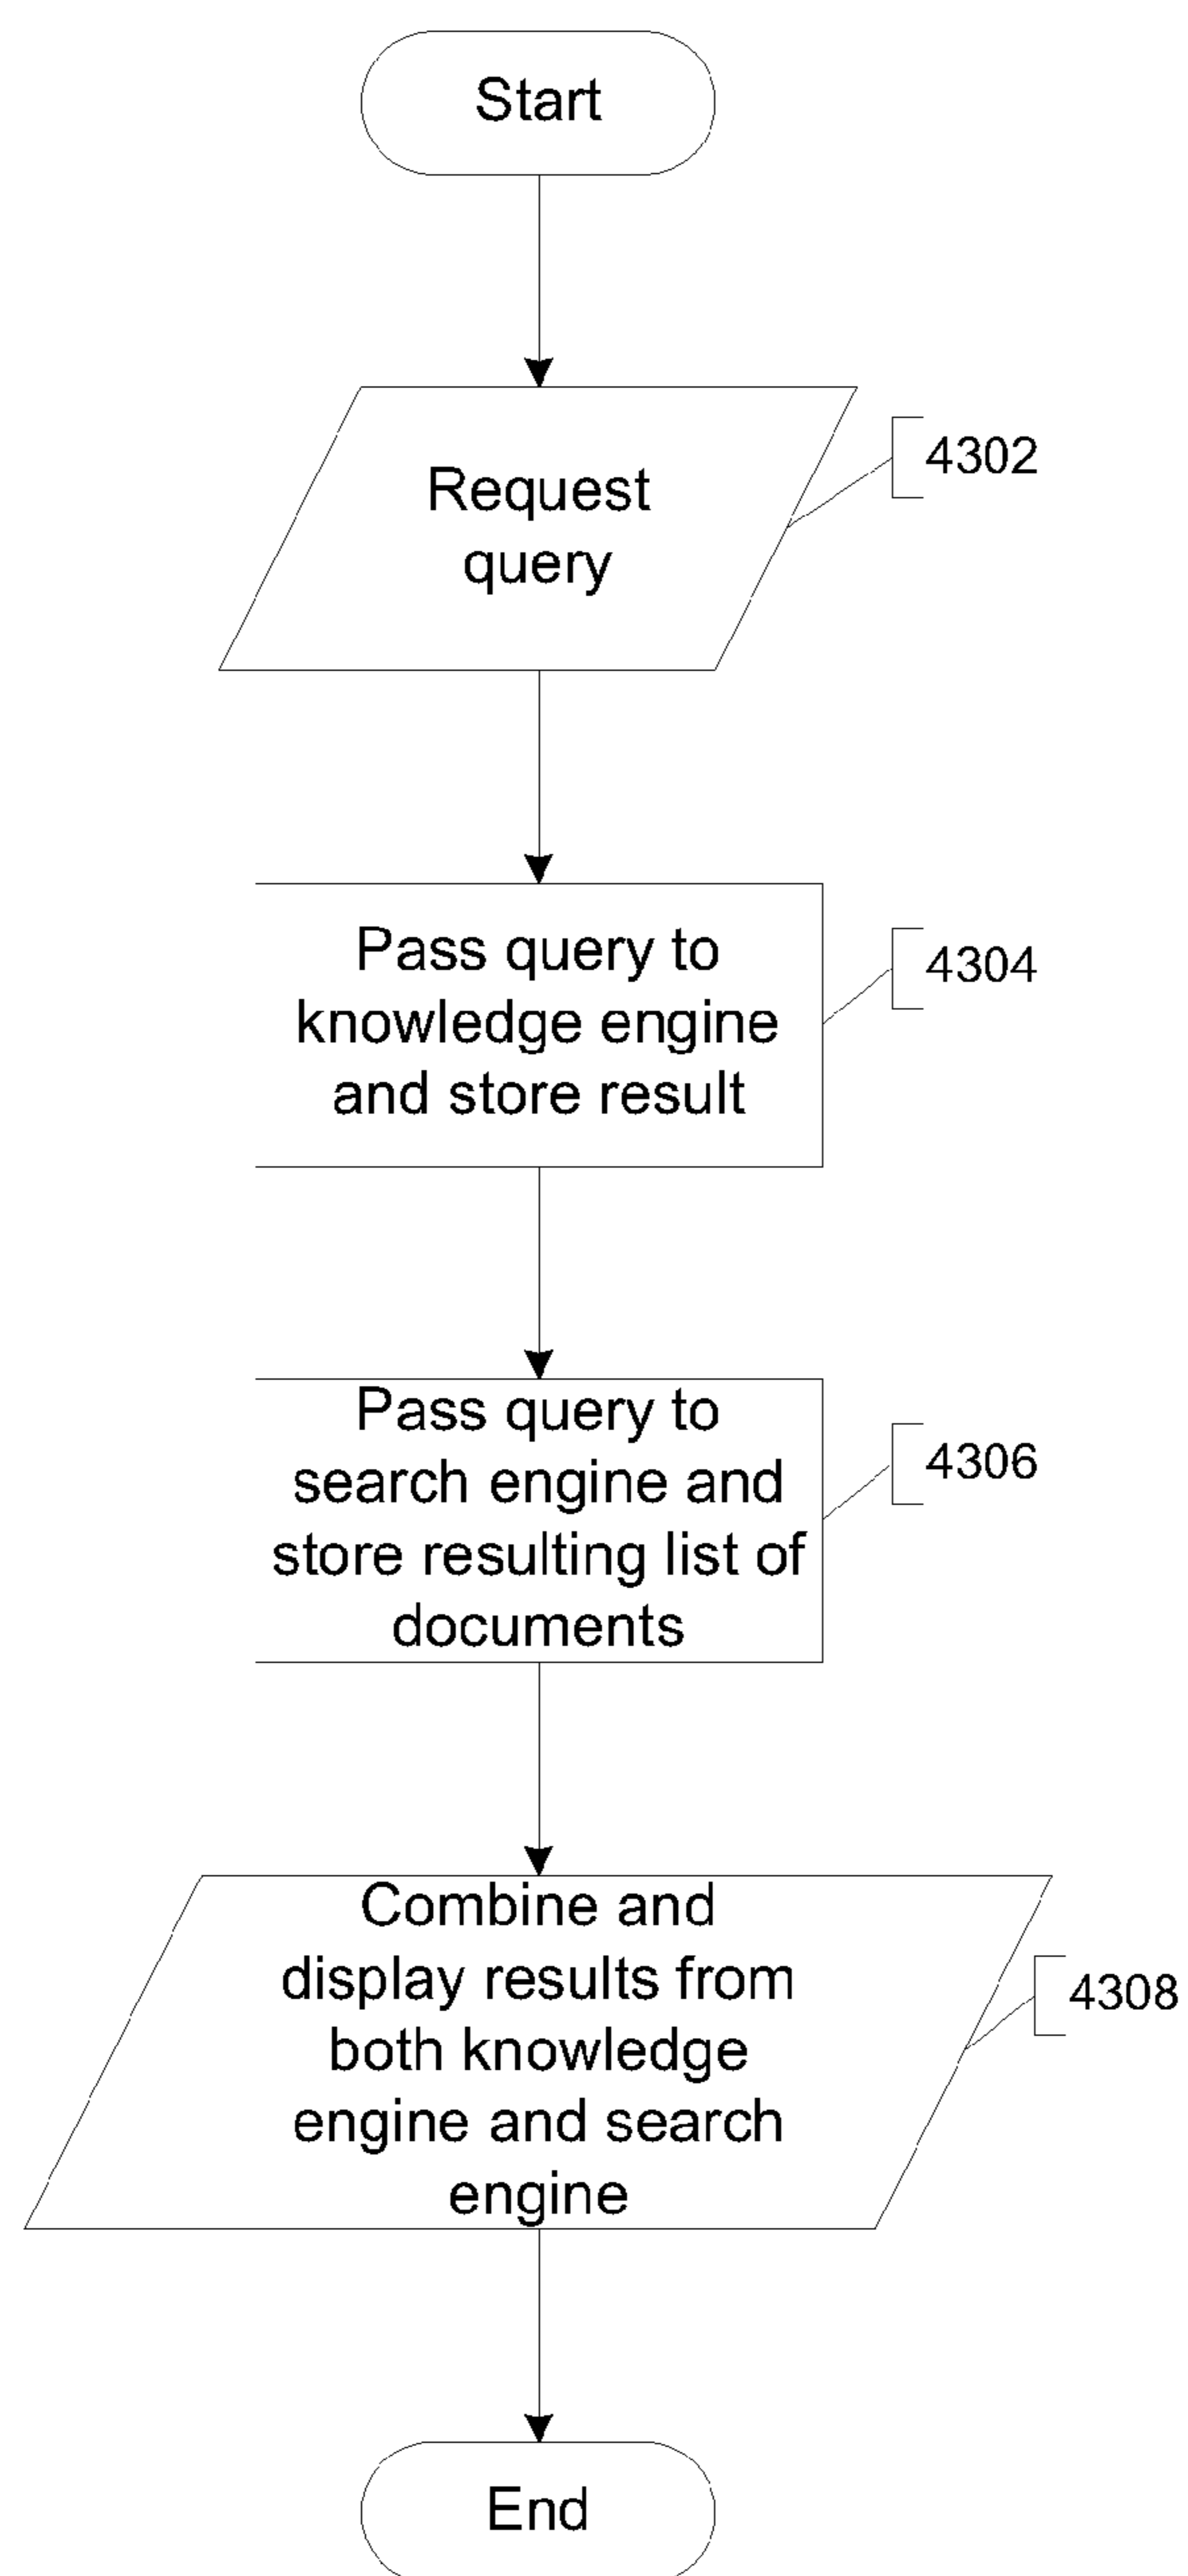 Start
Request
query
4302
Pass query to
knowledge engine
and store result
4304
Pass query to
search engine and
store resulting list of
documents
4306
Combine and
display results from
both knowledge
engine and search
engine
4308
End